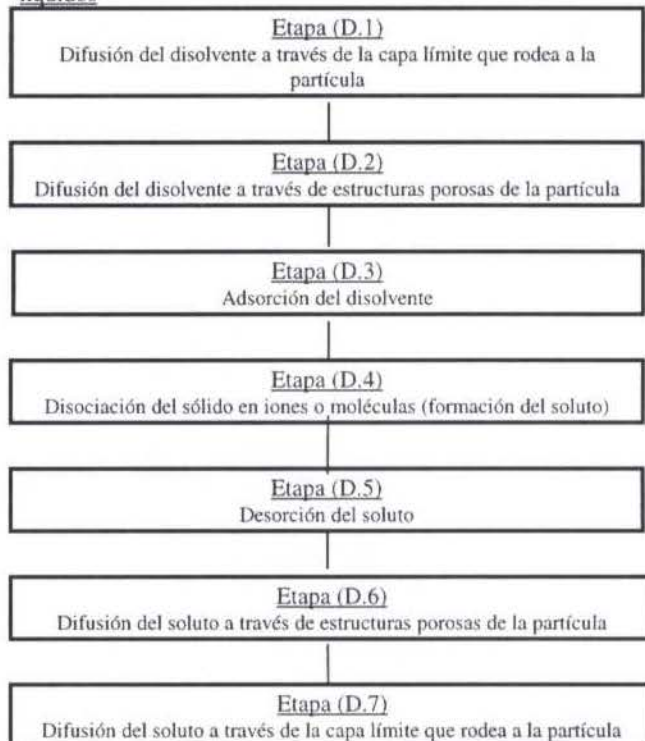 Etapa (D.1)
Difusión del disolvente a través de la capa límite que rodea a la
partícula
Etapa (D.2)
Difusión del disolvente a través de estructuras porosas de la partícula
Etapa (D.3)
Adsorción del disolvente
Etapa (D.4)
Disociación del sólido en iones o moléculas (formación del soluto)
Etapa (D.5)
Desorción del soluto
Etapa (D.6)
Difusión del soluto a través de estructuras porosas de la partícula
Etapa (D.7)
Difusión del soluto a través de la capa límite que rodea a la partícula